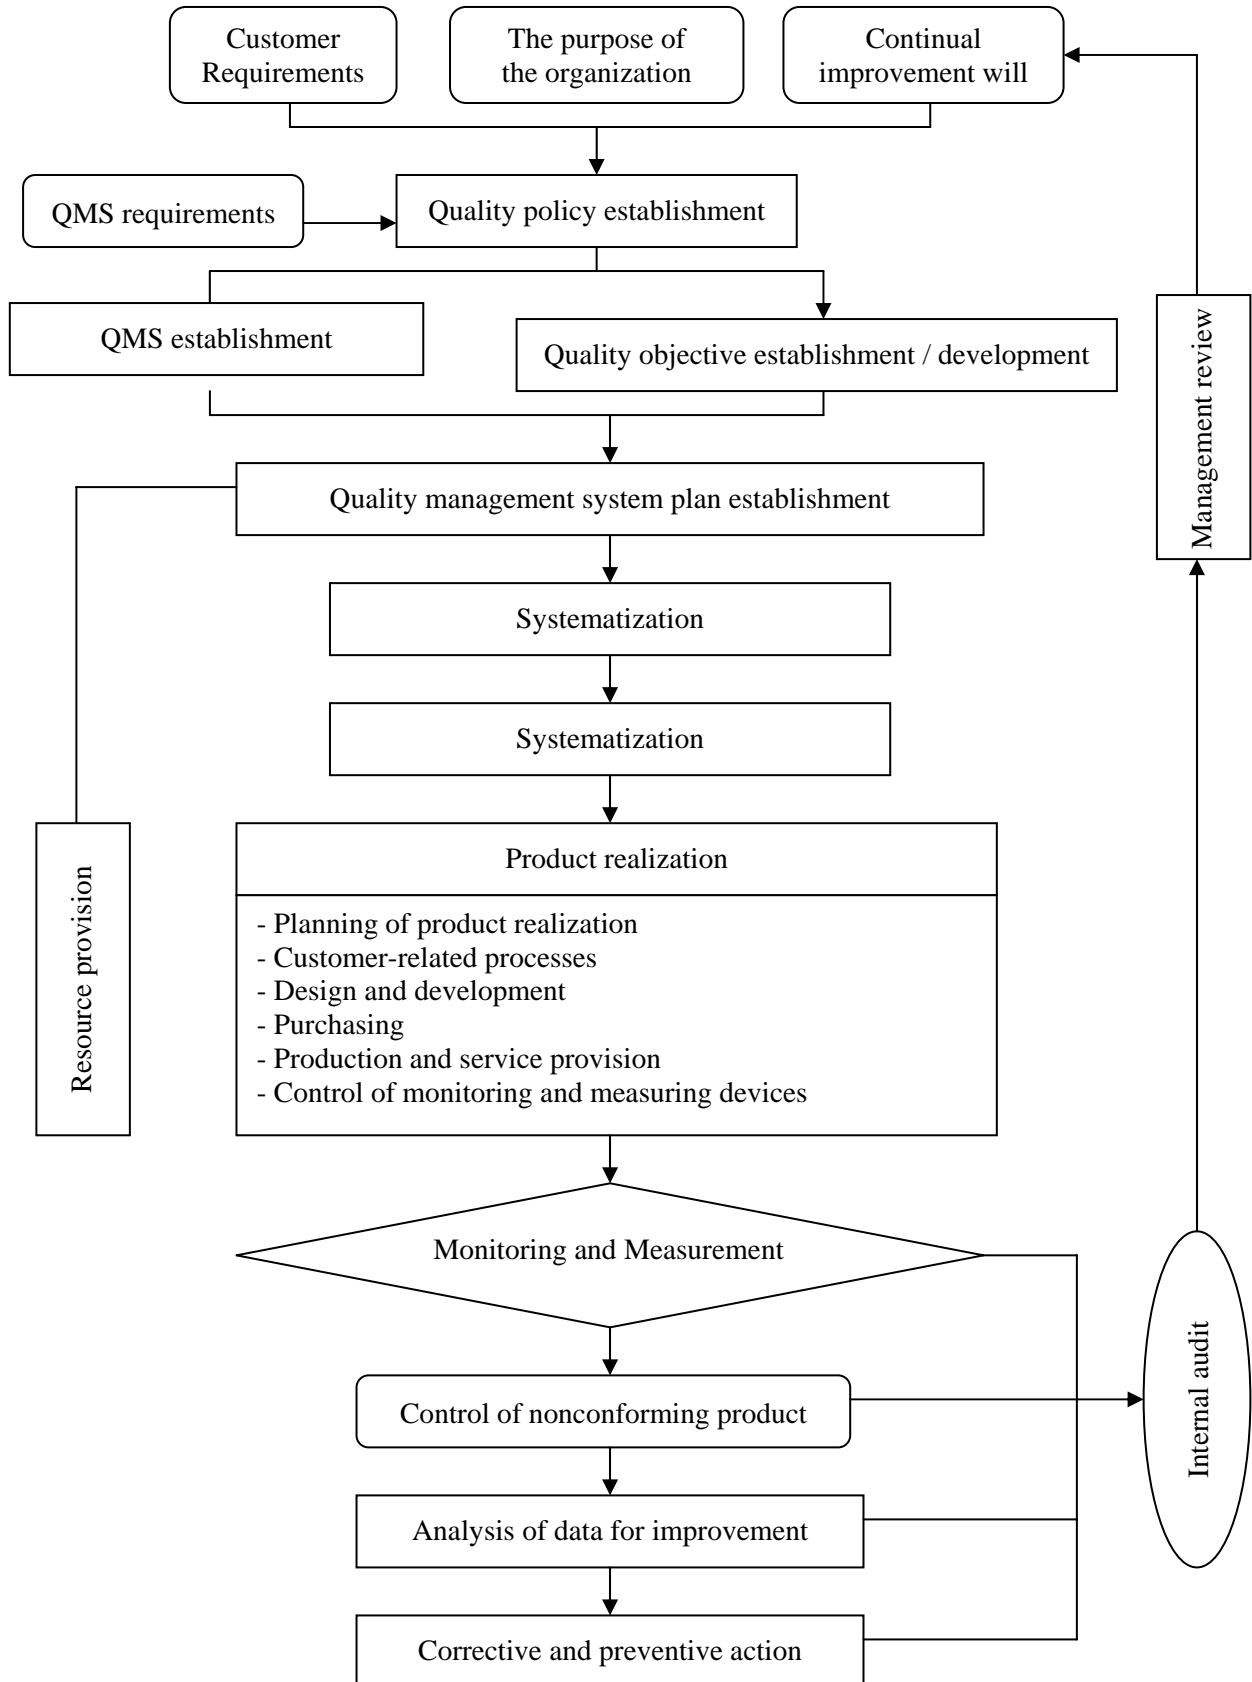 Customer
Requirements
The purpose of
the organization
Continual
improvement will
QMS requirements
Quality policy establishment
QMS establishment
Quality objective establishment / development
Management review
Quality management system plan establishment
Systematization
Systematization
Resource provision
Product realization
- Planning of product realization
- Customer-related processes
- Design and development
- Purchasing
- Production and service provision
- Control of monitoring and measuring devices
Monitoring and Measurement
Internal audit
Control of nonconforming product
Analysis of data for improvement
Corrective and preventive action